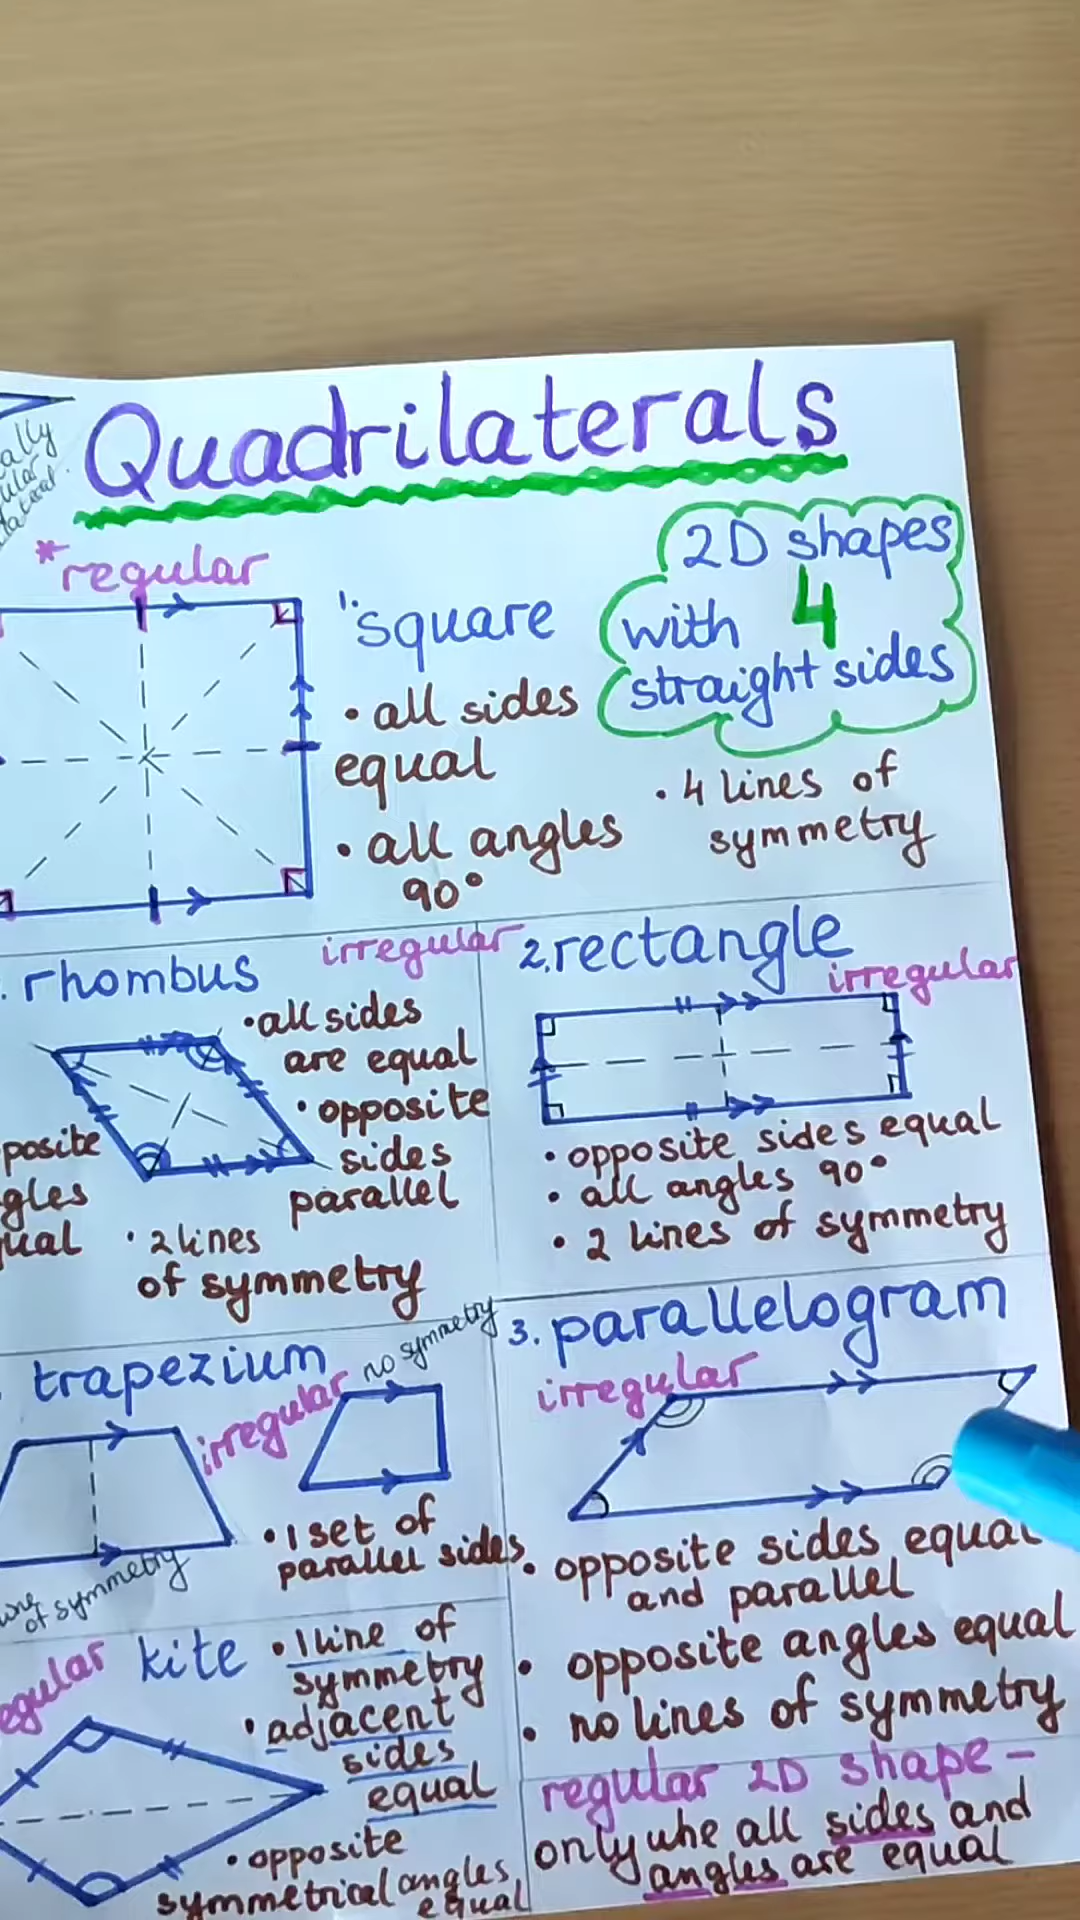 Quadrilaterals
*regular
1. square
• all sides
equal
• all angles
90°
2D shapes
with 4
straight sides
• 4 lines of
symmetry
rhombus
irregular
• all sides
are equal
• opposite
sides
parallel
• 2 lines
of symmetry
2. rectangle
irregular
• opposite sides equal
• all angles 90°
• 2 lines of symmetry
trapezium
irregular
no symmetry
• 1 set of
parallel sides
of symmetry
3. parallelogram
irregular
• opposite sides equal
and parallel
• opposite angles equal
• no lines of symmetry
kite
• 1 line of
symmetry
• adjacent
sides
equal
• opposite
symmetrical angles
equal
regular 2D shape –
only whe all sides and
angles are equal